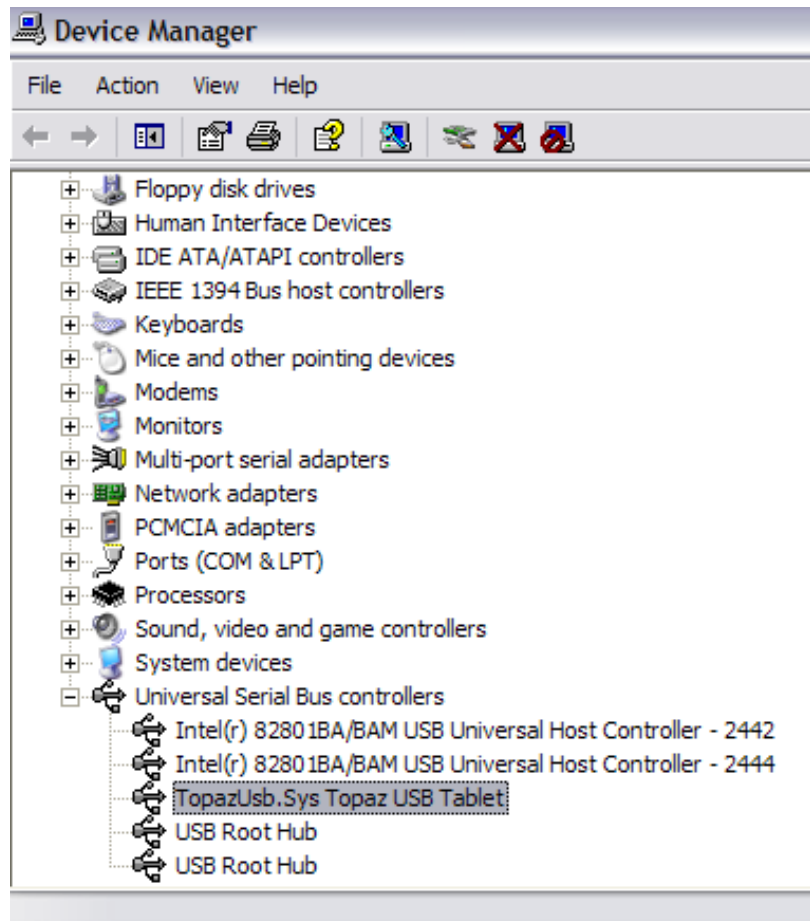 Device Manager
File Action View Help
Floppy disk drives
Human Interface Devices
IDE ATA/ATAPI controllers
IEEE 1394 Bus host controllers
Keyboards
Mice and other pointing devices
Modems
Monitors
Multi-port serial adapters
Network adapters
PCMCIA adapters
Ports (COM & LPT)
Processors
Sound, video and game controllers
System devices
Universal Serial Bus controllers
Intel(r) 82801BA/BAM USB Universal Host Controller - 2442
Intel(r) 82801BA/BAM USB Universal Host Controller - 2444
TopazUsb.Sys Topaz USB Tablet
USB Root Hub
USB Root Hub